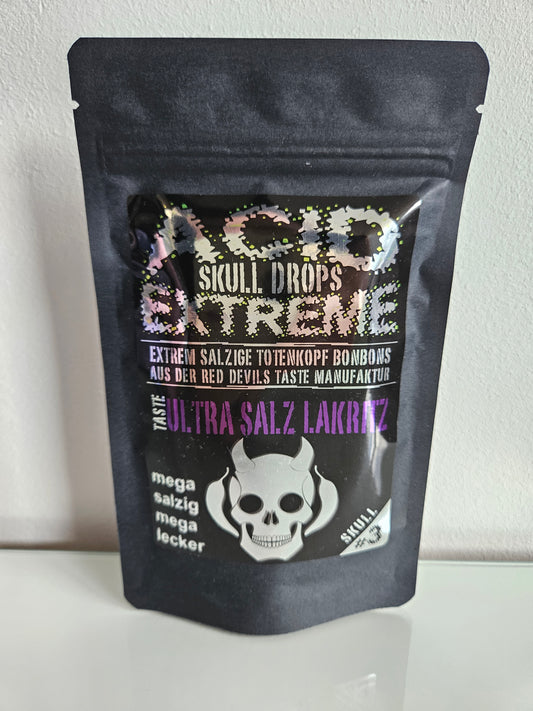 ACID
SKULL DROPS
EXTREME
EXTREM SALZIGE TOTENKOPF BONBONS
AUS DER RED DEVILS TASTE MANUFAKTUR
TASTE ULTRA SALZ LAKRITZ
mega
salzig
mega
lecker
SKULL
#3